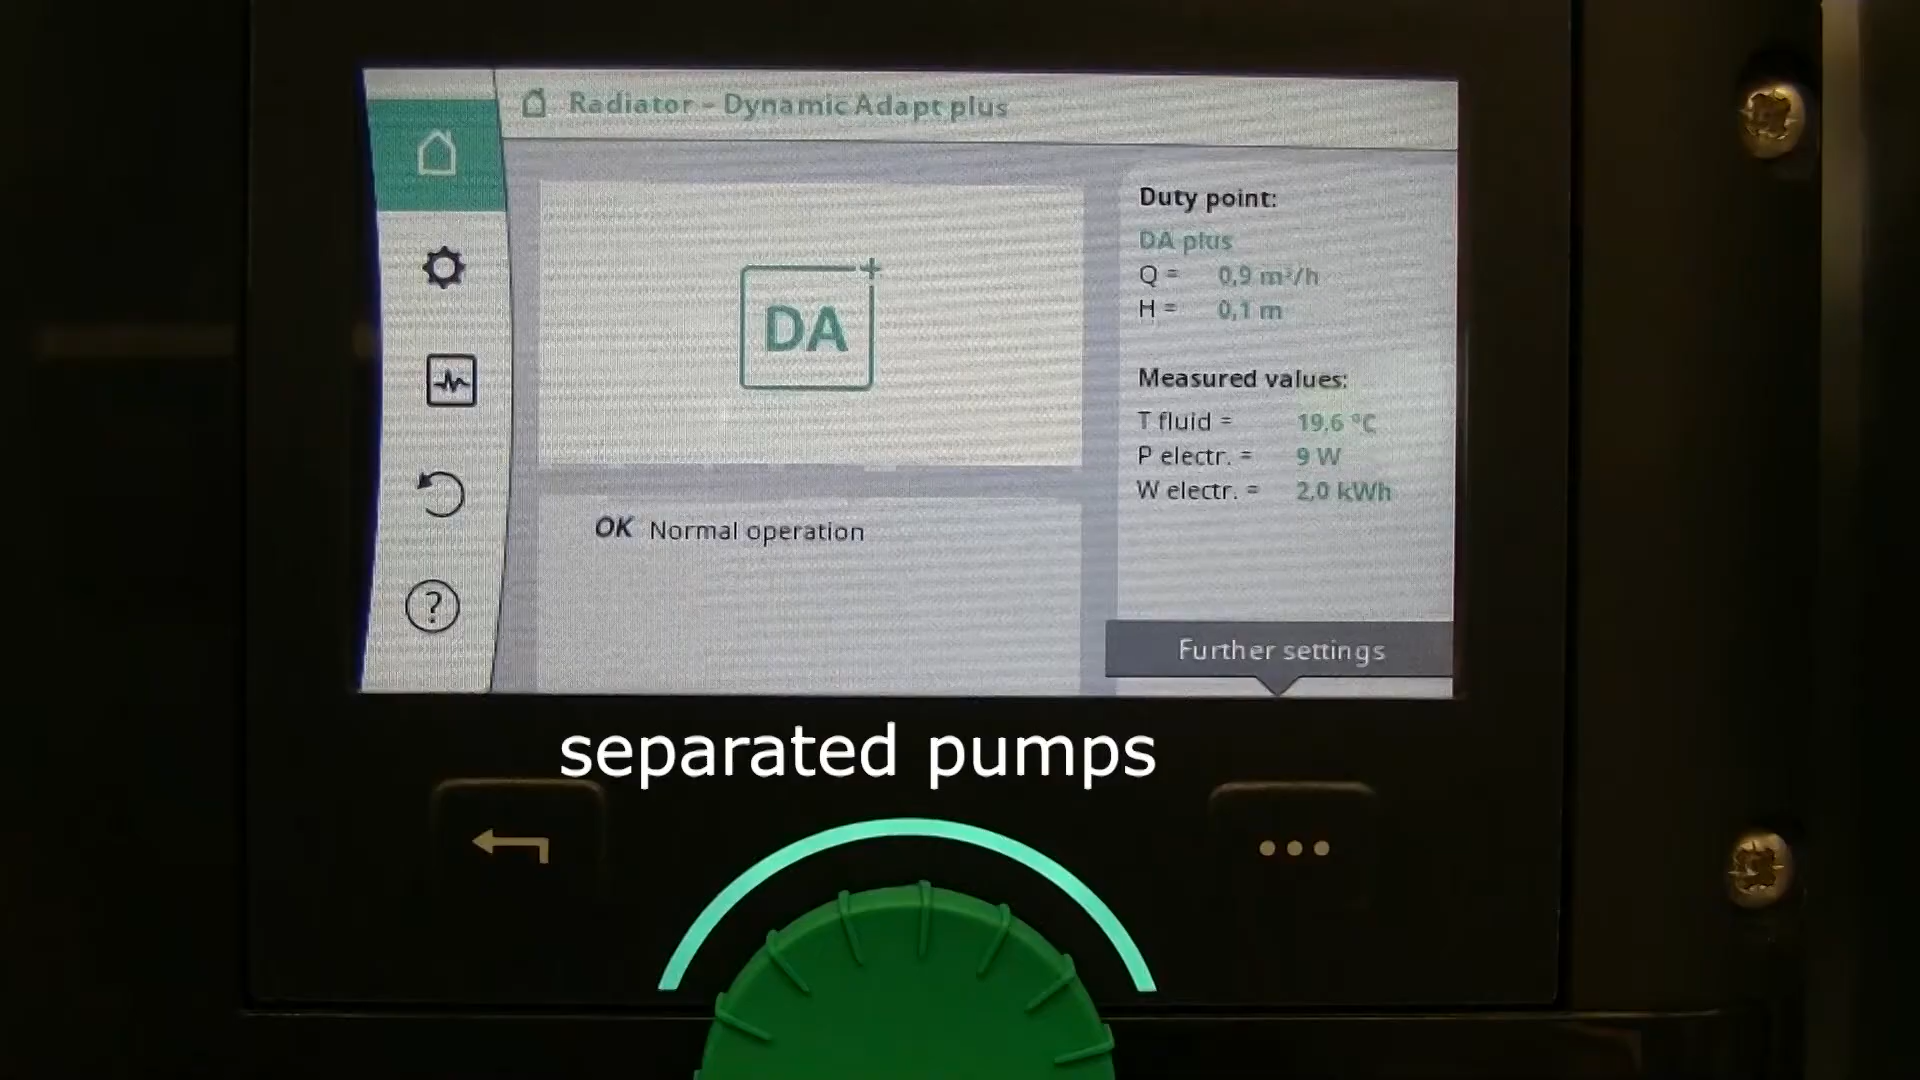 Radiator – Dynamic Adapt plus
DA
Duty point:
DA plus
Q = 0,9 m³/h
H = 0,1 m
Measured values:
T fluid = 19,6 °C
P electr. = 9 W
W electr. = 2,0 kWh
OK Normal operation
?
Further settings
separated pumps